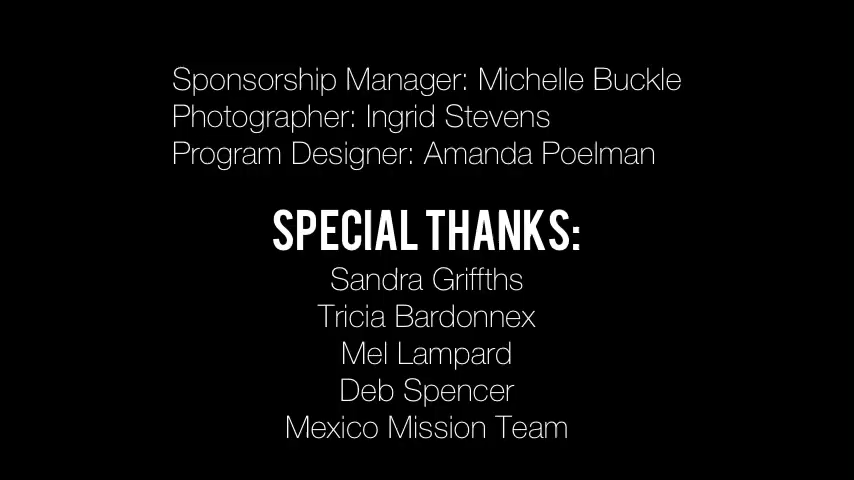 Sponsorship Manager: Michelle Buckle
Photographer: Ingrid Stevens
Program Designer: Amanda Poelman
SPECIAL THANKS:
Sandra Griffths
Tricia Bardonnex
Mel Lampard
Deb Spencer
Mexico Mission Team